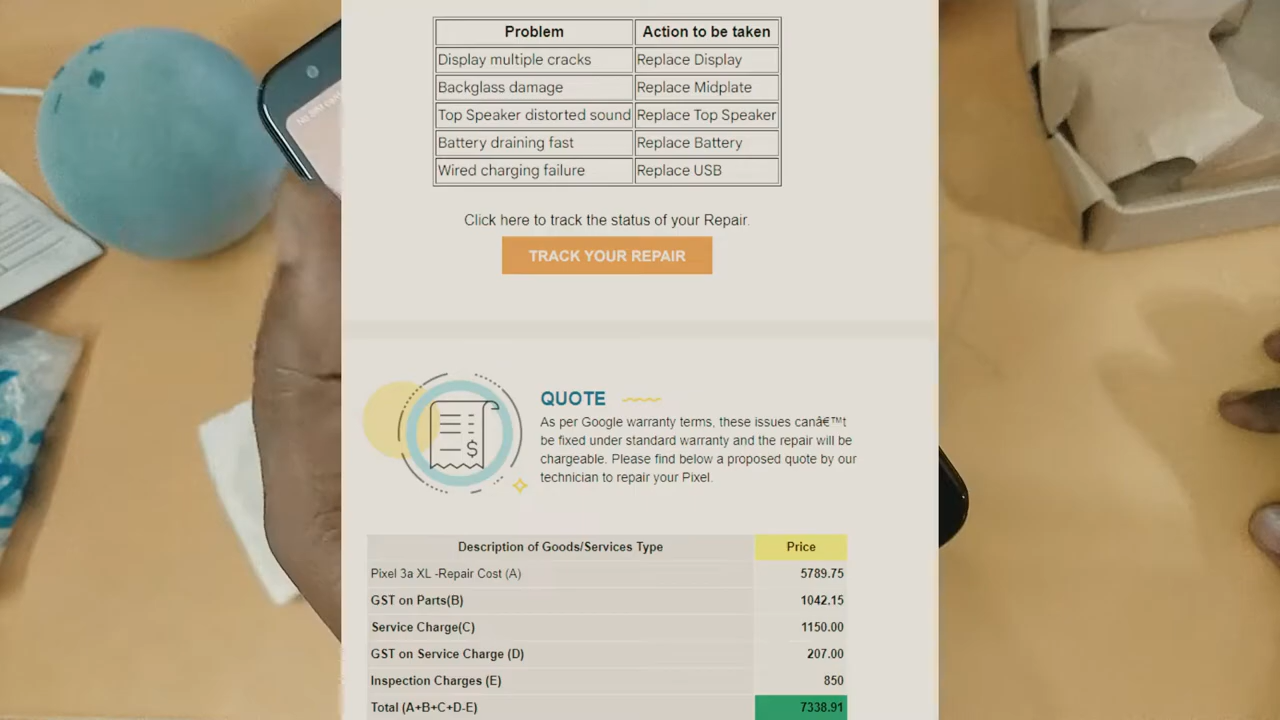 Problem Action to be taken
Display multiple cracks Replace Display
Backglass damage Replace Midplate
Top Speaker distorted sound Replace Top Speaker
Battery draining fast Replace Battery
Wired charging failure Replace USB
Click here to track the status of your Repair.
TRACK YOUR REPAIR
QUOTE
As per Google warranty terms, these issues canâ€™t
be fixed under standard warranty and the repair will be
chargeable. Please find below a proposed quote by our
technician to repair your Pixel.
Description of Goods/Services Type Price
Pixel 3a XL -Repair Cost (A) 5789.75
GST on Parts(B) 1042.15
Service Charge(C) 1150.00
GST on Service Charge (D) 207.00
Inspection Charges (E) 850
Total (A+B+C+D-E) 7338.91